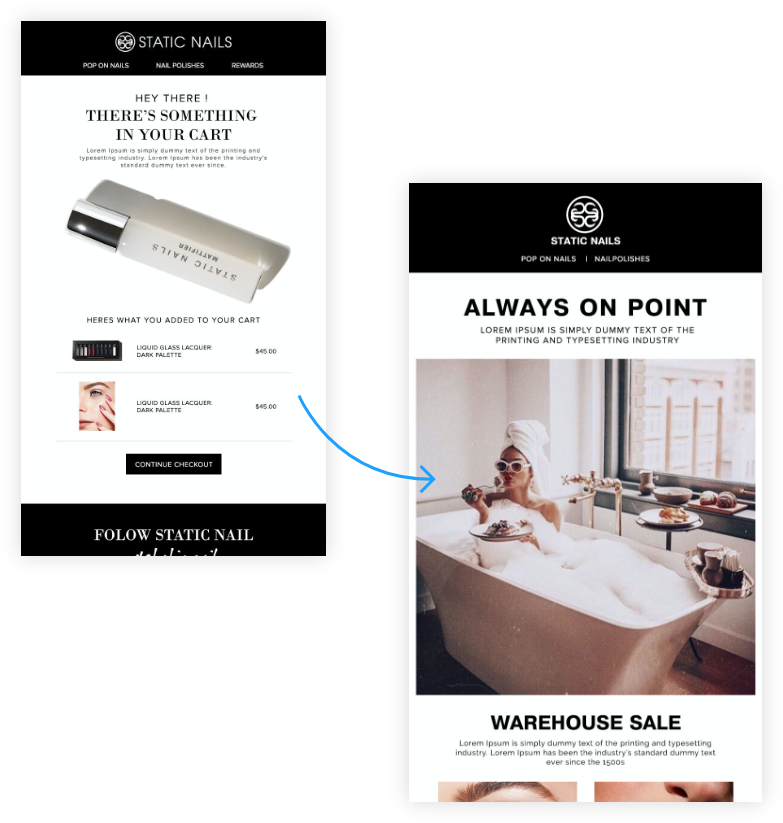 STATIC NAILS
POP ON NAILS NAIL POLISHES REWARDS
HEY THERE !
THERE'S SOMETHING
IN YOUR CART
Lorem Ipsum is simply dummy text of the printing and
typesetting industry. Lorem Ipsum has been the industry's
standard dummy text ever since.
STATIC NAILS
MATTIFIER
HERES WHAT YOU ADDED TO YOUR CART
LIQUID GLASS LACQUER:
DARK PALETTE
$45.00
LIQUID GLASS LACQUER:
DARK PALETTE
$45.00
CONTINUE CHECKOUT
FOLOW STATIC NAIL
STATIC NAILS
POP ON NAILS | NAILPOLISHES
ALWAYS ON POINT
LOREM IPSUM IS SIMPLY DUMMY TEXT OF THE
PRINTING AND TYPESETTING INDUSTRY
WAREHOUSE SALE
Lorem Ipsum is simply dummy text of the printing and typesetting
industry. Lorem Ipsum has been the industry's standard dummy text
ever since the 1500s